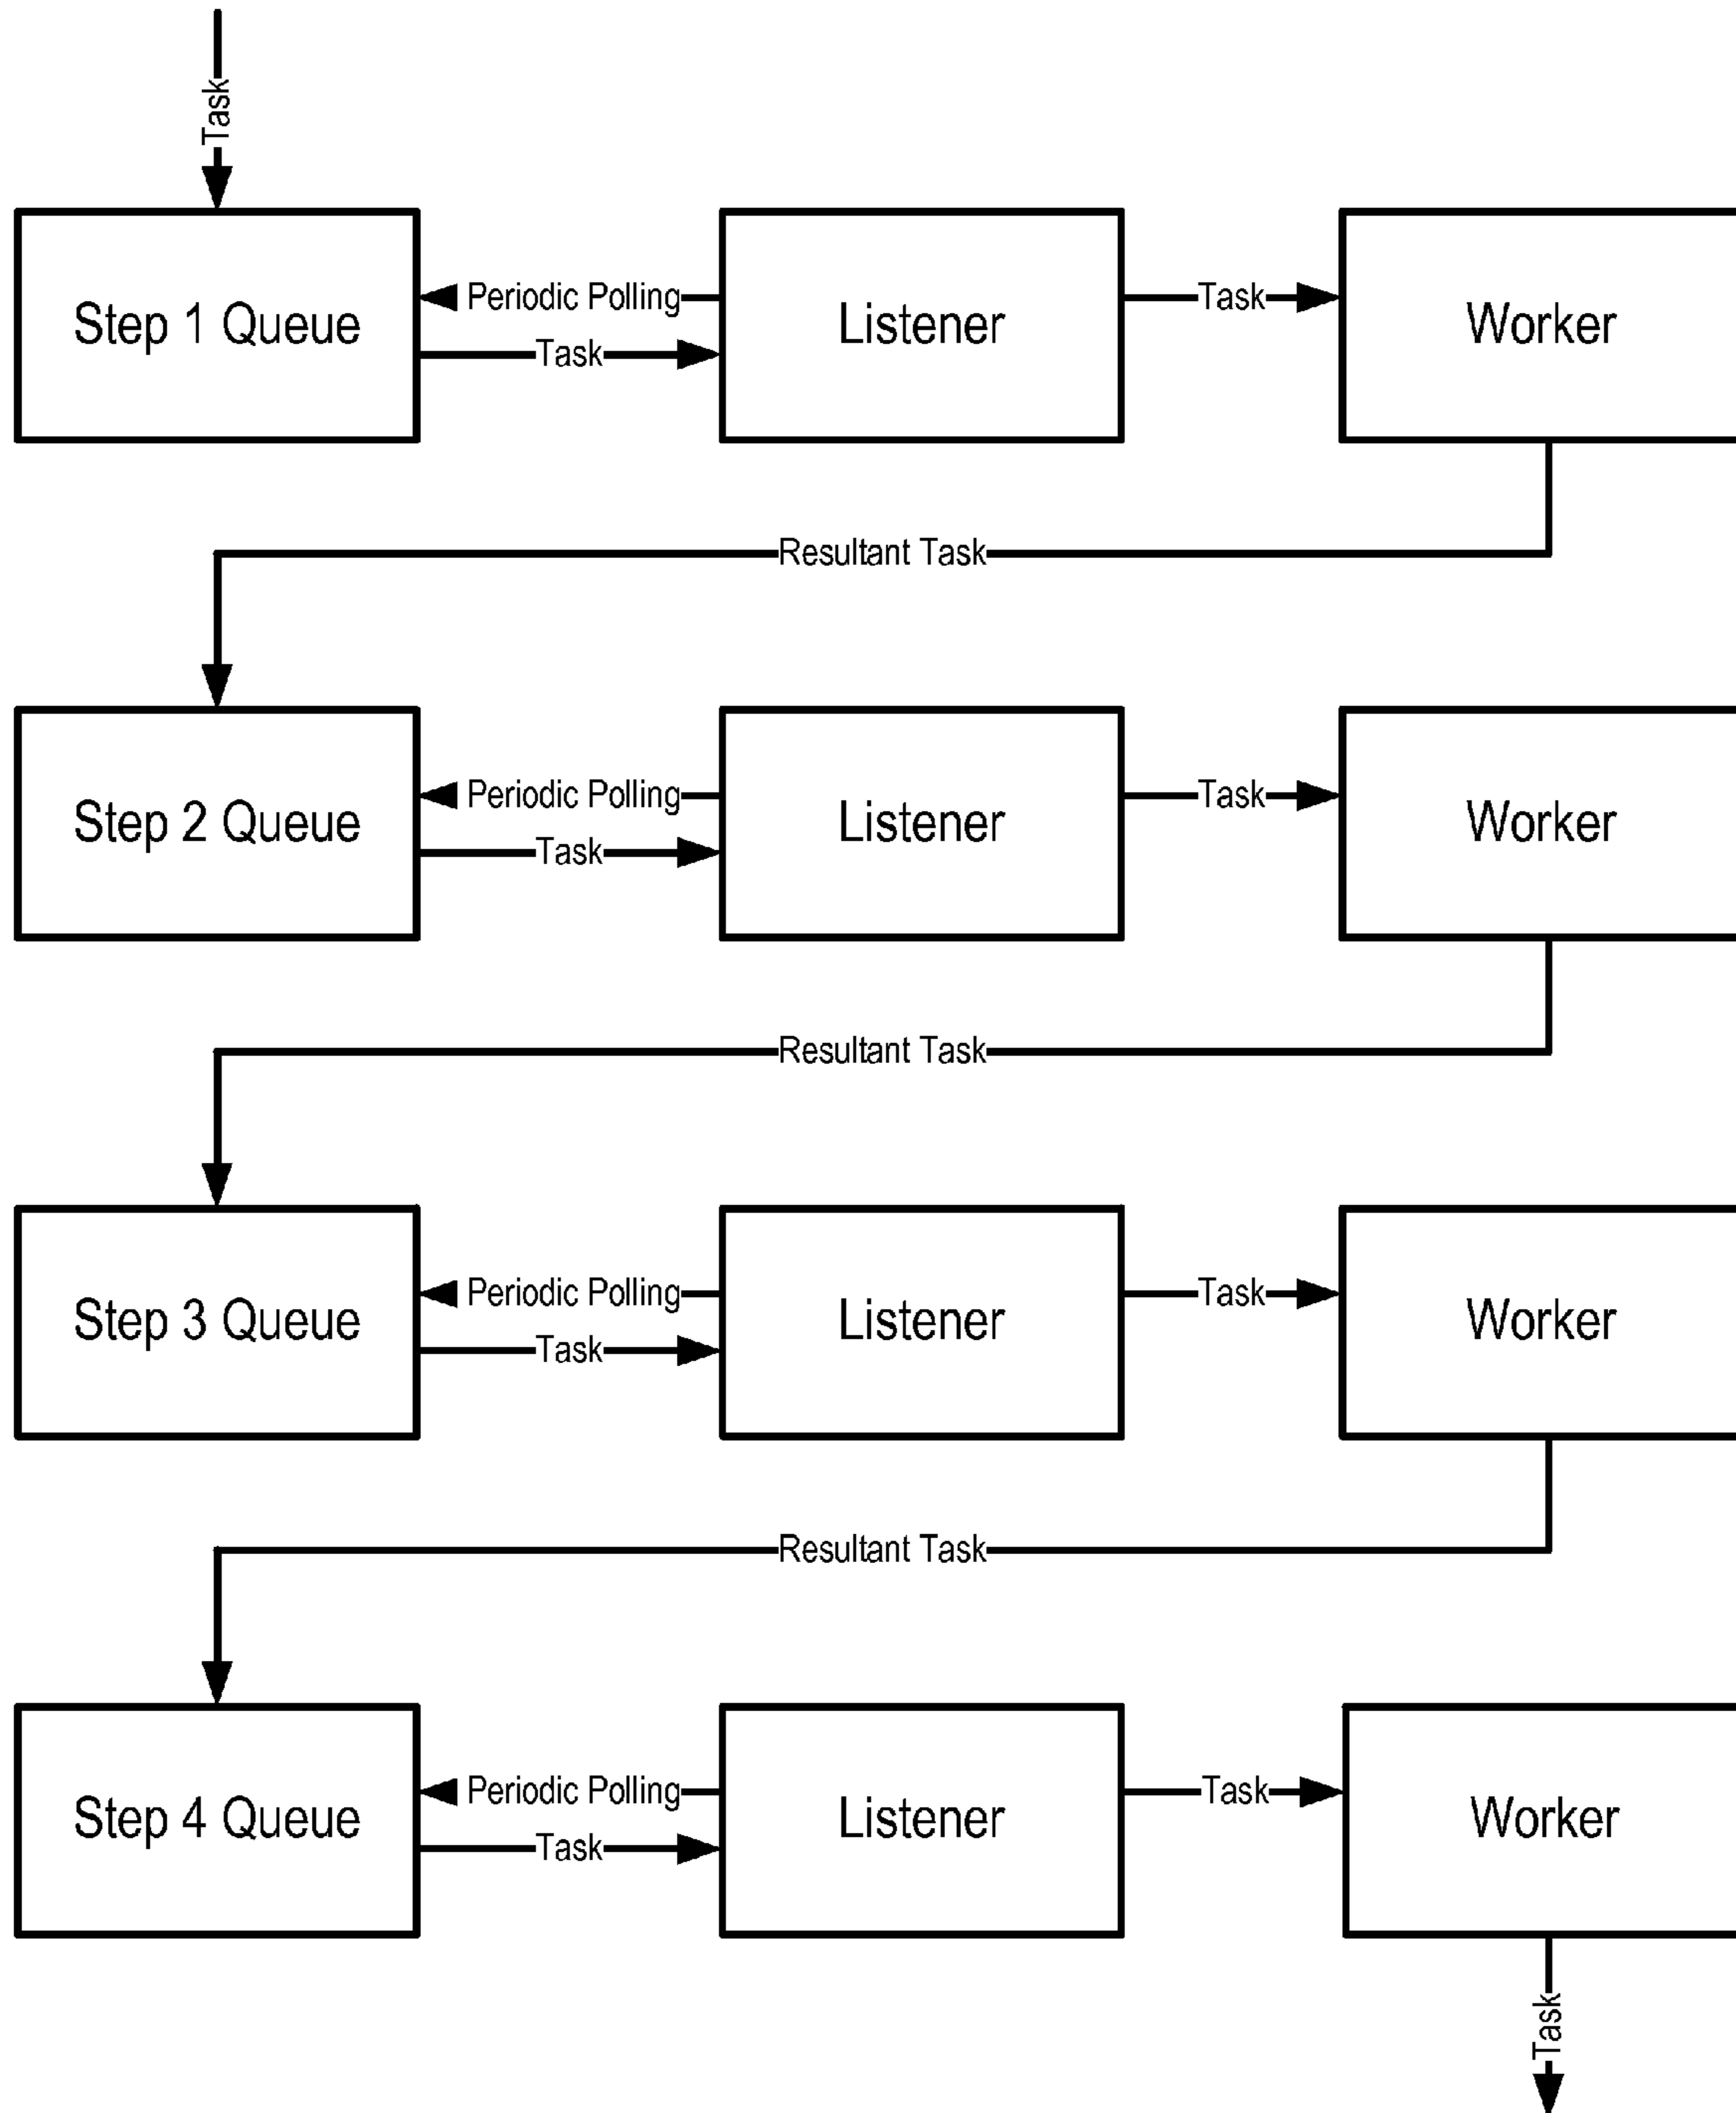 Task
Periodic Polling
Task
Step 1 Queue
Listener
Worker
Task
Resultant Task
Periodic Polling
Task
Step 2 Queue
Listener
Worker
Task
Resultant Task
Periodic Polling
Task
Step 3 Queue
Listener
Worker
Task
Resultant Task
Periodic Polling
Task
Step 4 Queue
Listener
Worker
Task
Task